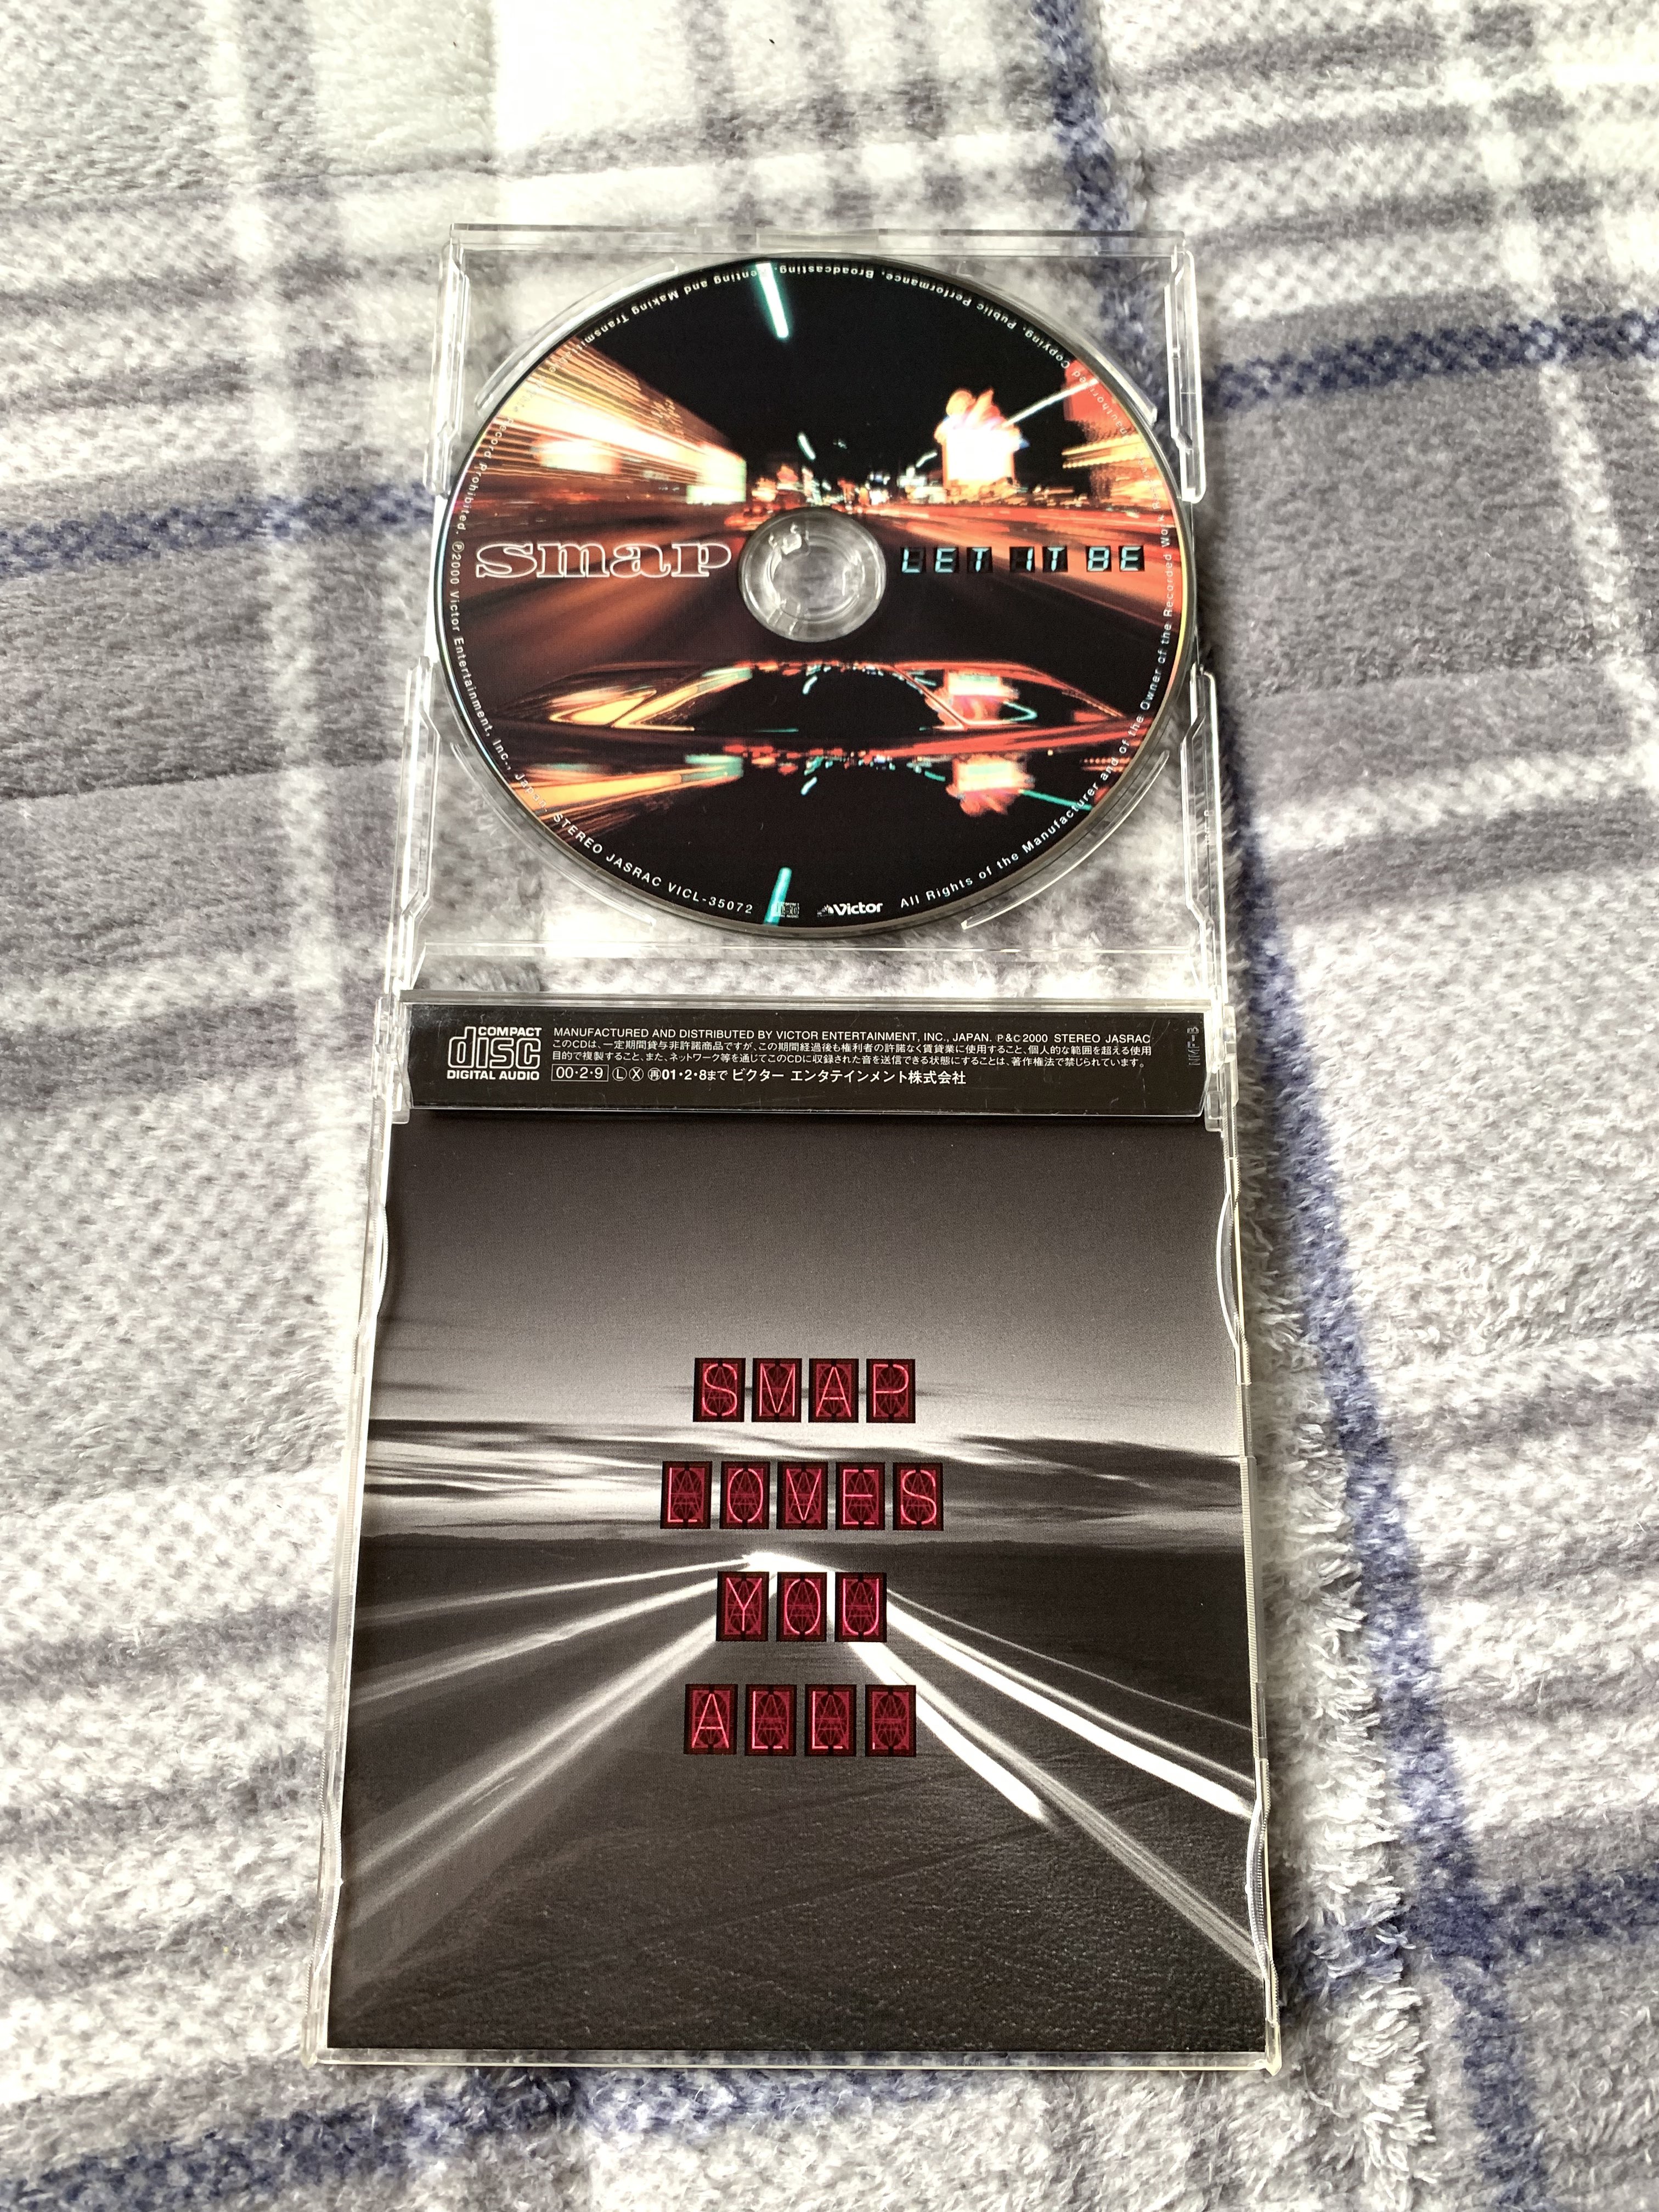 smap
LET IT BE
Unauthorized Copying, Public Performance, Broadcasting, Renting and Making Transmittable of Record Prohibited. ℗2000 Victor Entertainment, Inc., Japan. STEREO JASRAC VICL-35072
Victor
All Rights of the Manufacturer and of the Owner of the Recorded Work
COMPACT
disc
DIGITAL AUDIO
MANUFACTURED AND DISTRIBUTED BY VICTOR ENTERTAINMENT, INC., JAPAN. P&C2000 STEREO JASRAC
このCDは、一定期間貸与非許諾商品ですが、この期間経過後も権利者の許諾なく賃貸業に使用すること、個人的な範囲を超える使用
目的で複製すること、また、ネットワーク等を通じてこのCDに収録された音を送信できる状態にすることは、著作権法で禁じられています。
00・2・9 Ⓛ Ⓧ 再01・2・8まで ビクター エンタテインメント株式会社
SMAP
LOVES
YOU
ALL!